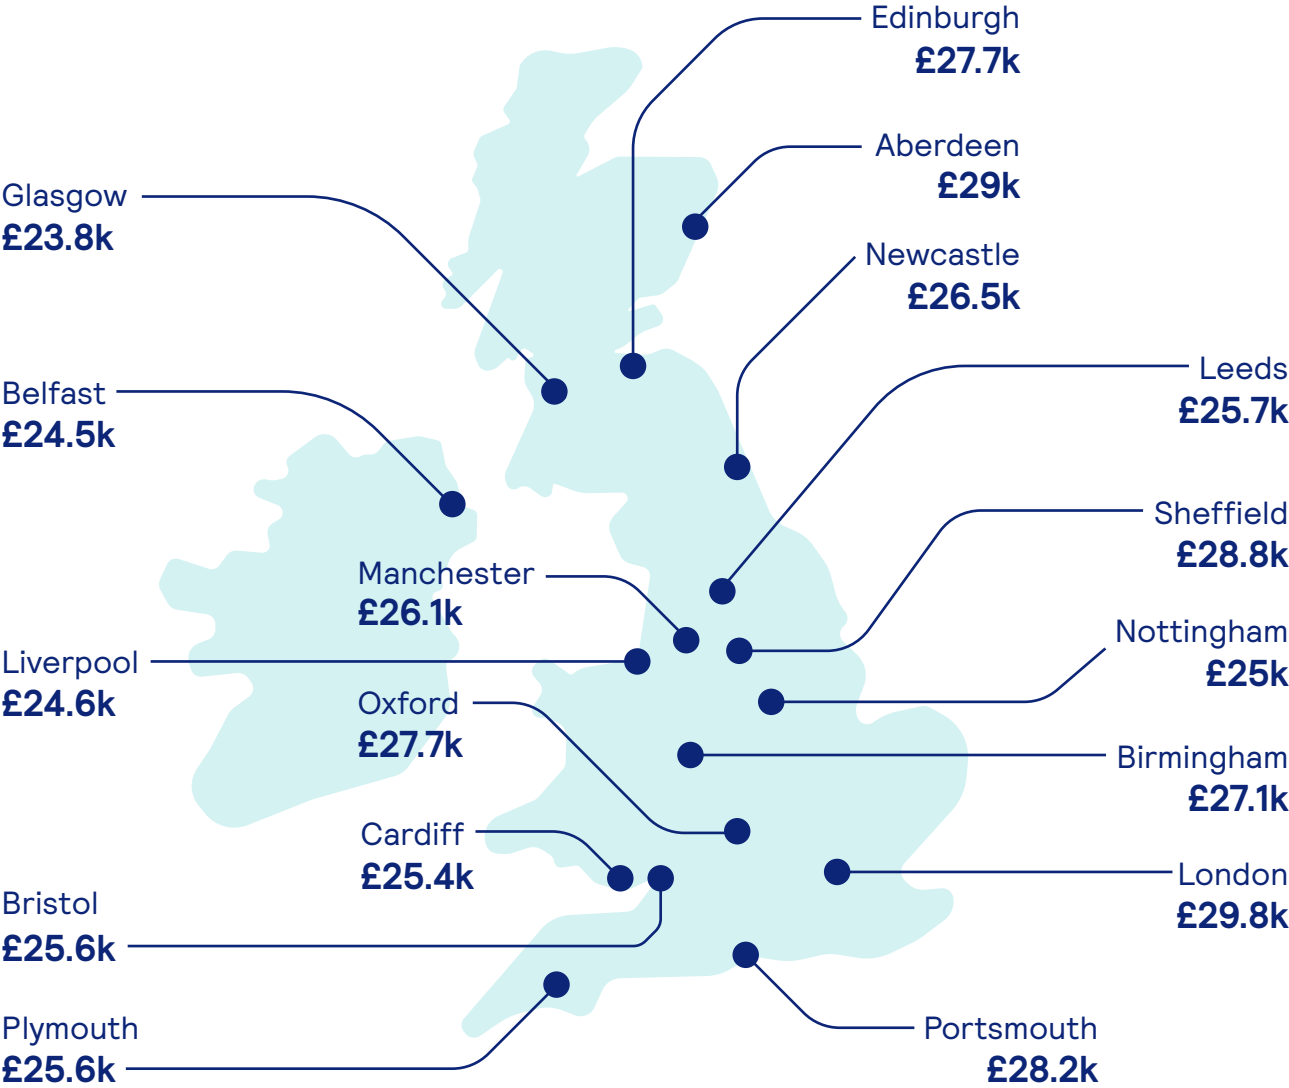 Edinburgh
£27.7k
Aberdeen
£29k
Glasgow
£23.8k
Newcastle
£26.5k
Leeds
£25.7k
Belfast
£24.5k
Sheffield
£28.8k
Manchester
£26.1k
Nottingham
£25k
Liverpool
£24.6k
Oxford
£27.7k
Birmingham
£27.1k
Cardiff
£25.4k
London
£29.8k
Bristol
£25.6k
Plymouth
£25.6k
Portsmouth
£28.2k